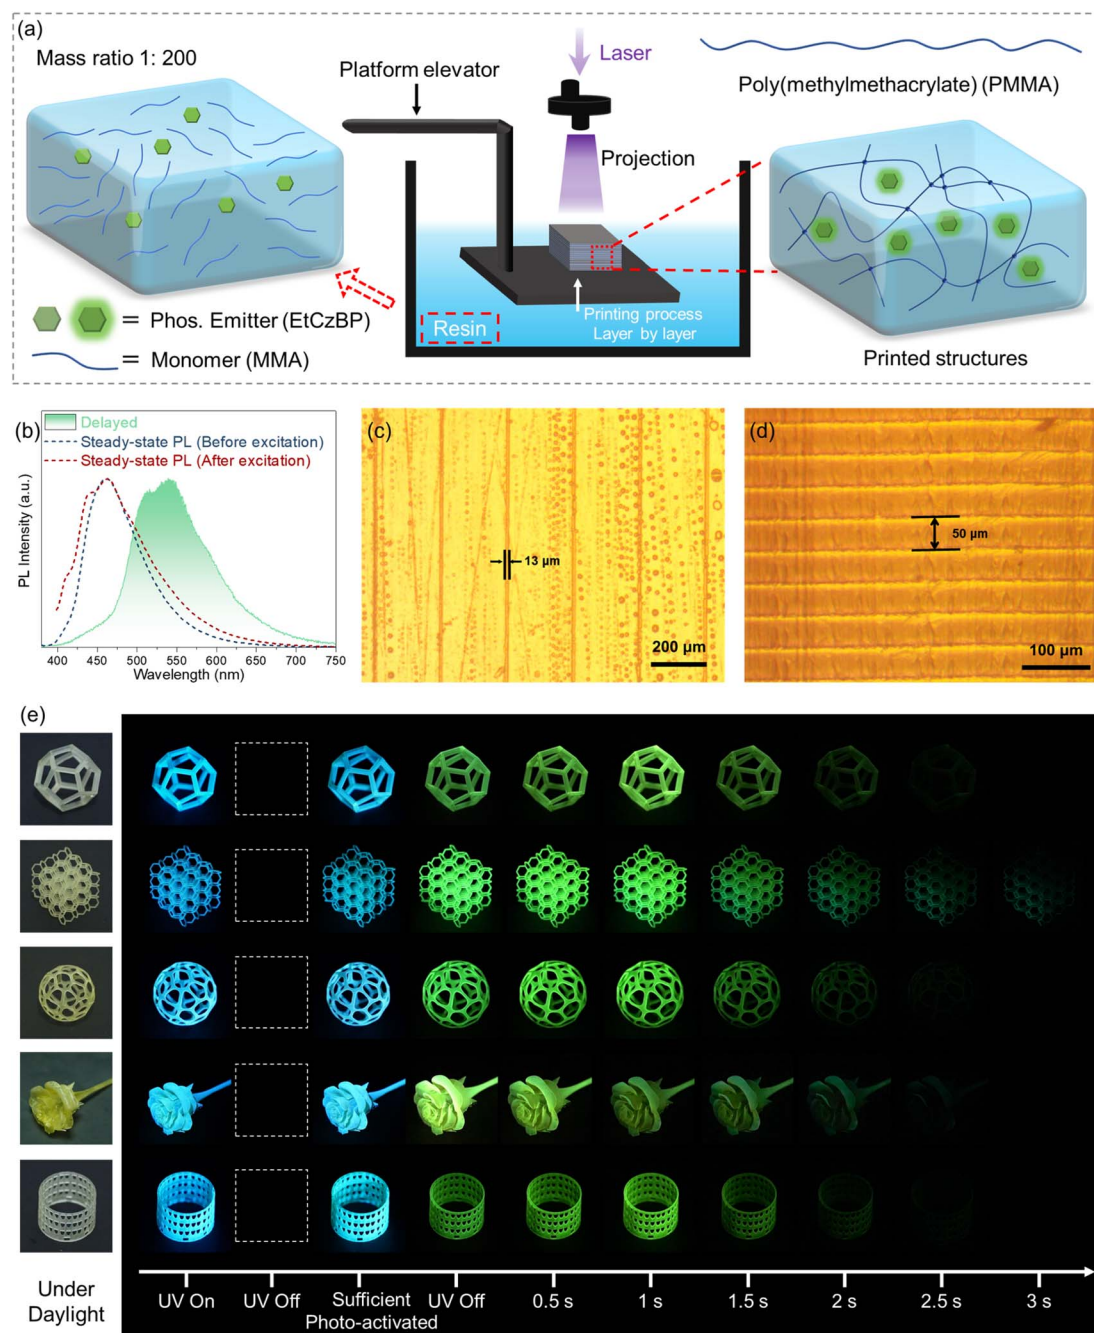 (a)
Mass ratio 1: 200
Platform elevator
Laser
Projection
Poly(methylmethacrylate) (PMMA)
Resin
Printing process
Layer by layer
= Phos. Emitter (EtCzBP)
= Monomer (MMA)
Printed structures
(b)
Delayed
Steady-state PL (Before excitation)
Steady-state PL (After excitation)
PL Intensity (a.u.)
400 450 500 550 600 650 700 750
Wavelength (nm)
(c)
13 μm
200 μm
(d)
50 μm
100 μm
(e)
Under
Daylight
UV On
UV Off
Sufficient
Photo-activated
UV Off
0.5 s
1 s
1.5 s
2 s
2.5 s
3 s